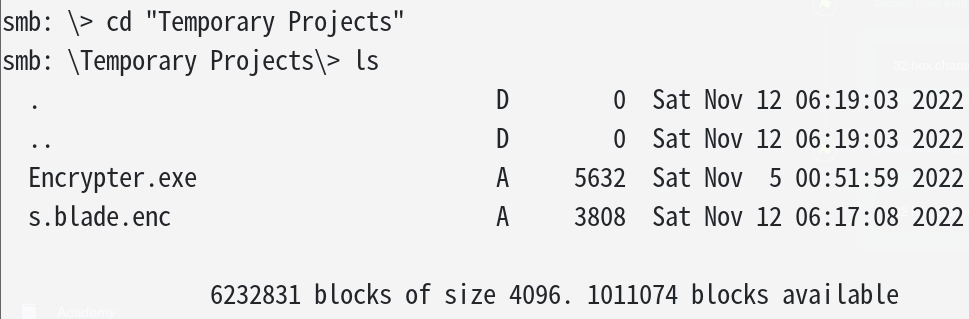 smb: \> cd "Temporary Projects"
smb: \Temporary Projects\> ls
. D 0 Sat Nov 12 06:19:03 2022
.. D 0 Sat Nov 12 06:19:03 2022
Encrypter.exe A 5632 Sat Nov 5 00:51:59 2022
s.blade.enc A 3808 Sat Nov 12 06:17:08 2022
6232831 blocks of size 4096. 1011074 blocks available
Academy